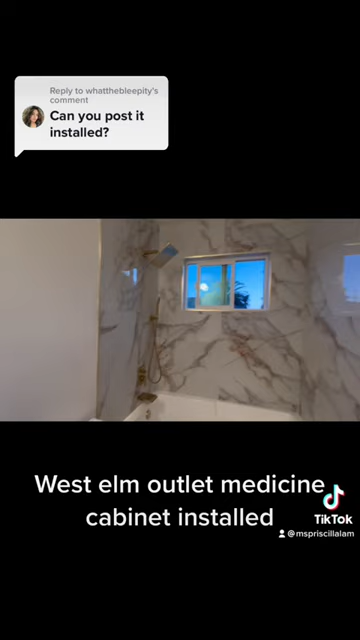 Reply to whatthebleepity's
comment
Can you post it
installed?
West elm outlet medicine
cabinet installed
TikTok
@mspriscillalam